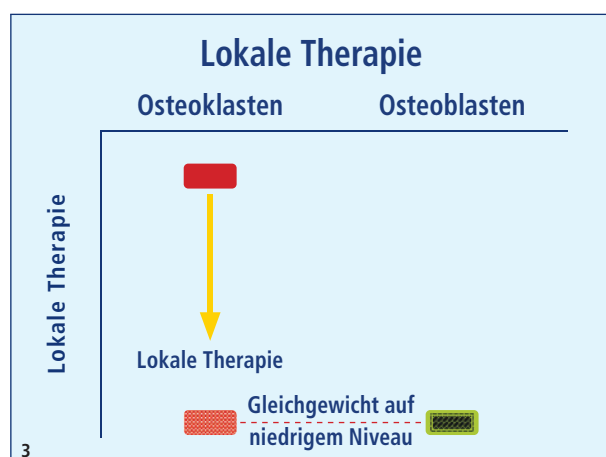 Lokale Therapie
Osteoklasten Osteoblasten
Lokale Therapie
Lokale Therapie
Gleichgewicht auf
niedrigem Niveau
3